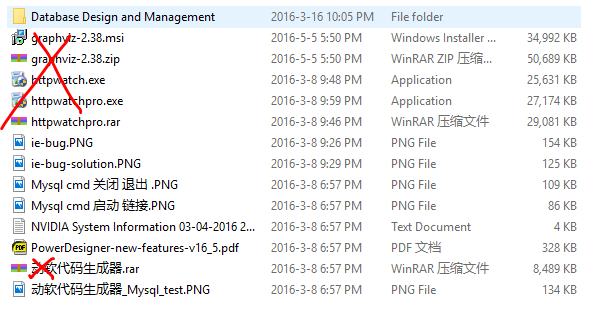 Database Design and Management 2016-3-16 10:05 PM File folder
graphviz-2.38.msi 2016-5-5 5:50 PM Windows Installer ... 34,992 KB
graphviz-2.38.zip 2016-5-5 5:50 PM WinRAR ZIP 压缩... 50,689 KB
httpwatch.exe 2016-3-8 9:48 PM Application 25,631 KB
httpwatchpro.exe 2016-3-8 9:59 PM Application 27,174 KB
httpwatchpro.rar 2016-3-8 9:46 PM WinRAR 压缩文件 29,081 KB
ie-bug.PNG 2016-3-8 9:26 PM PNG File 154 KB
ie-bug-solution.PNG 2016-3-8 9:29 PM PNG File 125 KB
Mysql cmd 关闭 退出 .PNG 2016-3-8 6:57 PM PNG File 109 KB
Mysql cmd 启动 链接.PNG 2016-3-8 6:57 PM PNG File 86 KB
NVIDIA System Information 03-04-2016 2... 2016-3-8 6:57 PM Text Document 4 KB
PowerDesigner-new-features-v16_5.pdf 2016-3-8 6:57 PM PDF 文档 328 KB
动软代码生成器.rar 2016-3-8 6:57 PM WinRAR 压缩文件 8,489 KB
动软代码生成器_Mysql_test.PNG 2016-3-8 6:57 PM PNG File 134 KB